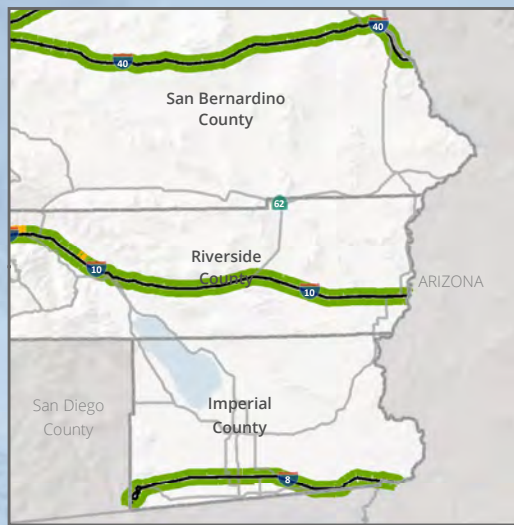 40
40
San Bernardino
County
62
10
Riverside
County
10
ARIZONA
San Diego
County
Imperial
County
8